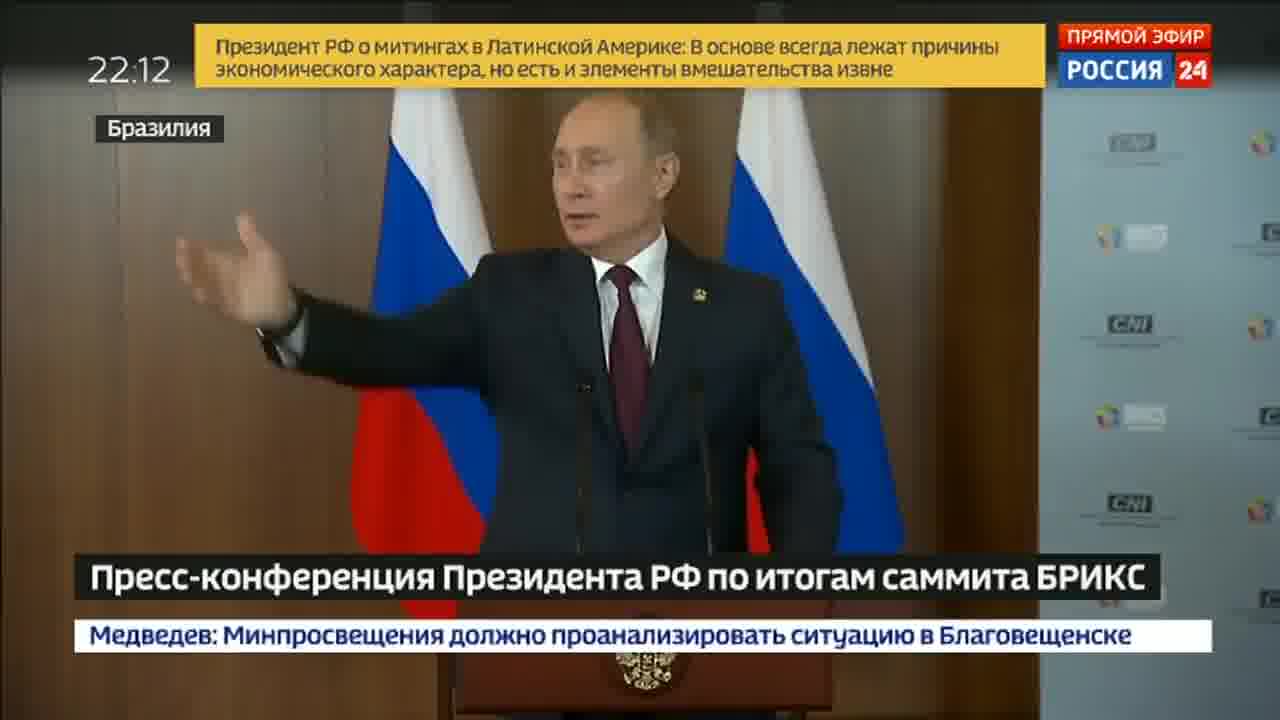 22:12
Президент РФ о митингах в Латинской Америке: В основе всегда лежат причины
экономического характера, но есть и элементы вмешательства извне
ПРЯМОЙ ЭФИР
РОССИЯ 24
Бразилия
CNI
CNI
CNI
Пресс-конференция Президента РФ по итогам саммита БРИКС
Медведев: Минпросвещения должно проанализировать ситуацию в Благовещенске